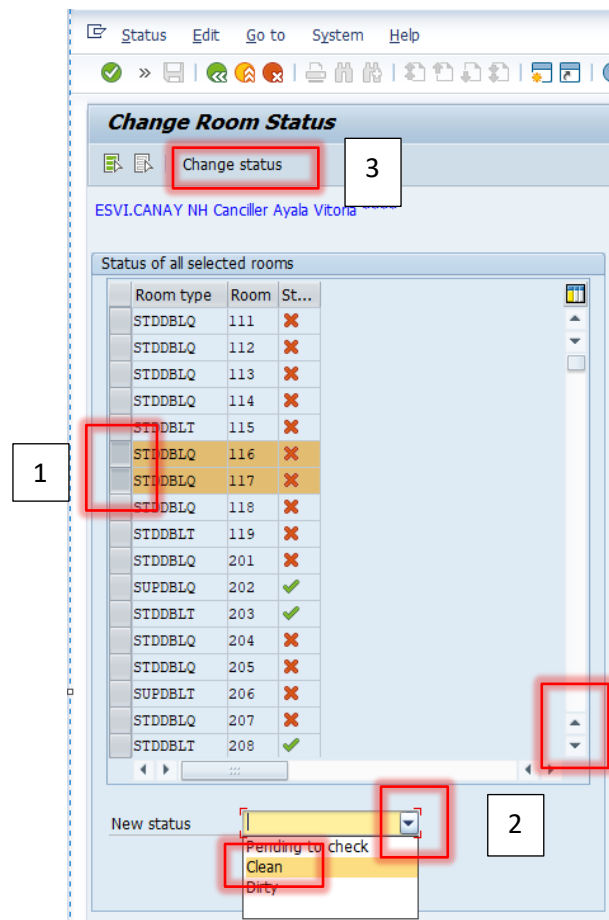 Status Edit Go to System Help
Change Room Status
Change status
3
ESVI.CANAY NH Canciller Ayala Vitoria
Status of all selected rooms
Room type Room St...
STDDBLQ 111
STDDBLQ 112
STDDBLQ 113
STDDBLQ 114
STDDBLT 115
1
STDDBLQ 116
STDDBLQ 117
STDDBLQ 118
STDDBLT 119
STDDBLQ 201
SUPDBLQ 202
STDDBLT 203
STDDBLQ 204
STDDBLQ 205
SUPDBLT 206
STDDBLQ 207
STDDBLT 208
New status
2
Pending to check
Clean
Dirty